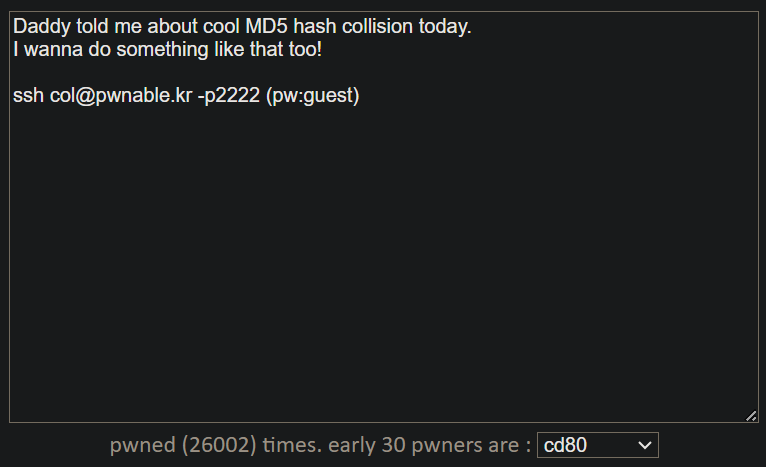 Daddy told me about cool MD5 hash collision today.
I wanna do something like that too!
ssh col@pwnable.kr -p2222 (pw:guest)
pwned (26002) times. early 30 pwners are : cd80